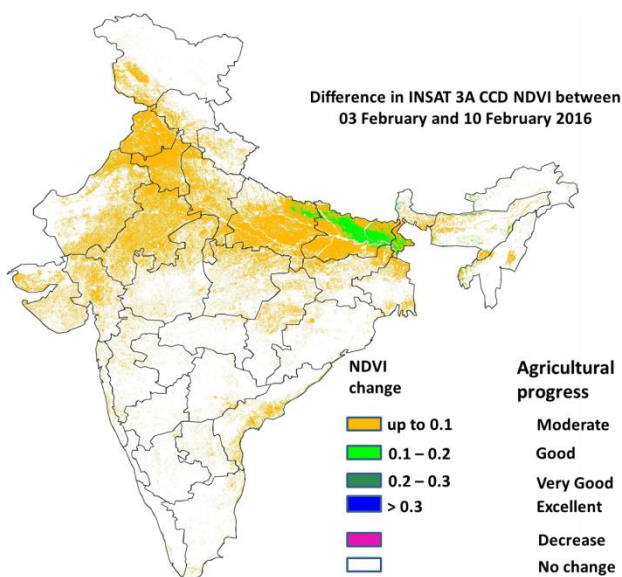 Difference in INSAT 3A CCD NDVI between
03 February and 10 February 2016
NDVI
change
Agricultural
progress
up to 0.1 Moderate
0.1 – 0.2 Good
0.2 – 0.3 Very Good
> 0.3 Excellent
Decrease
No change